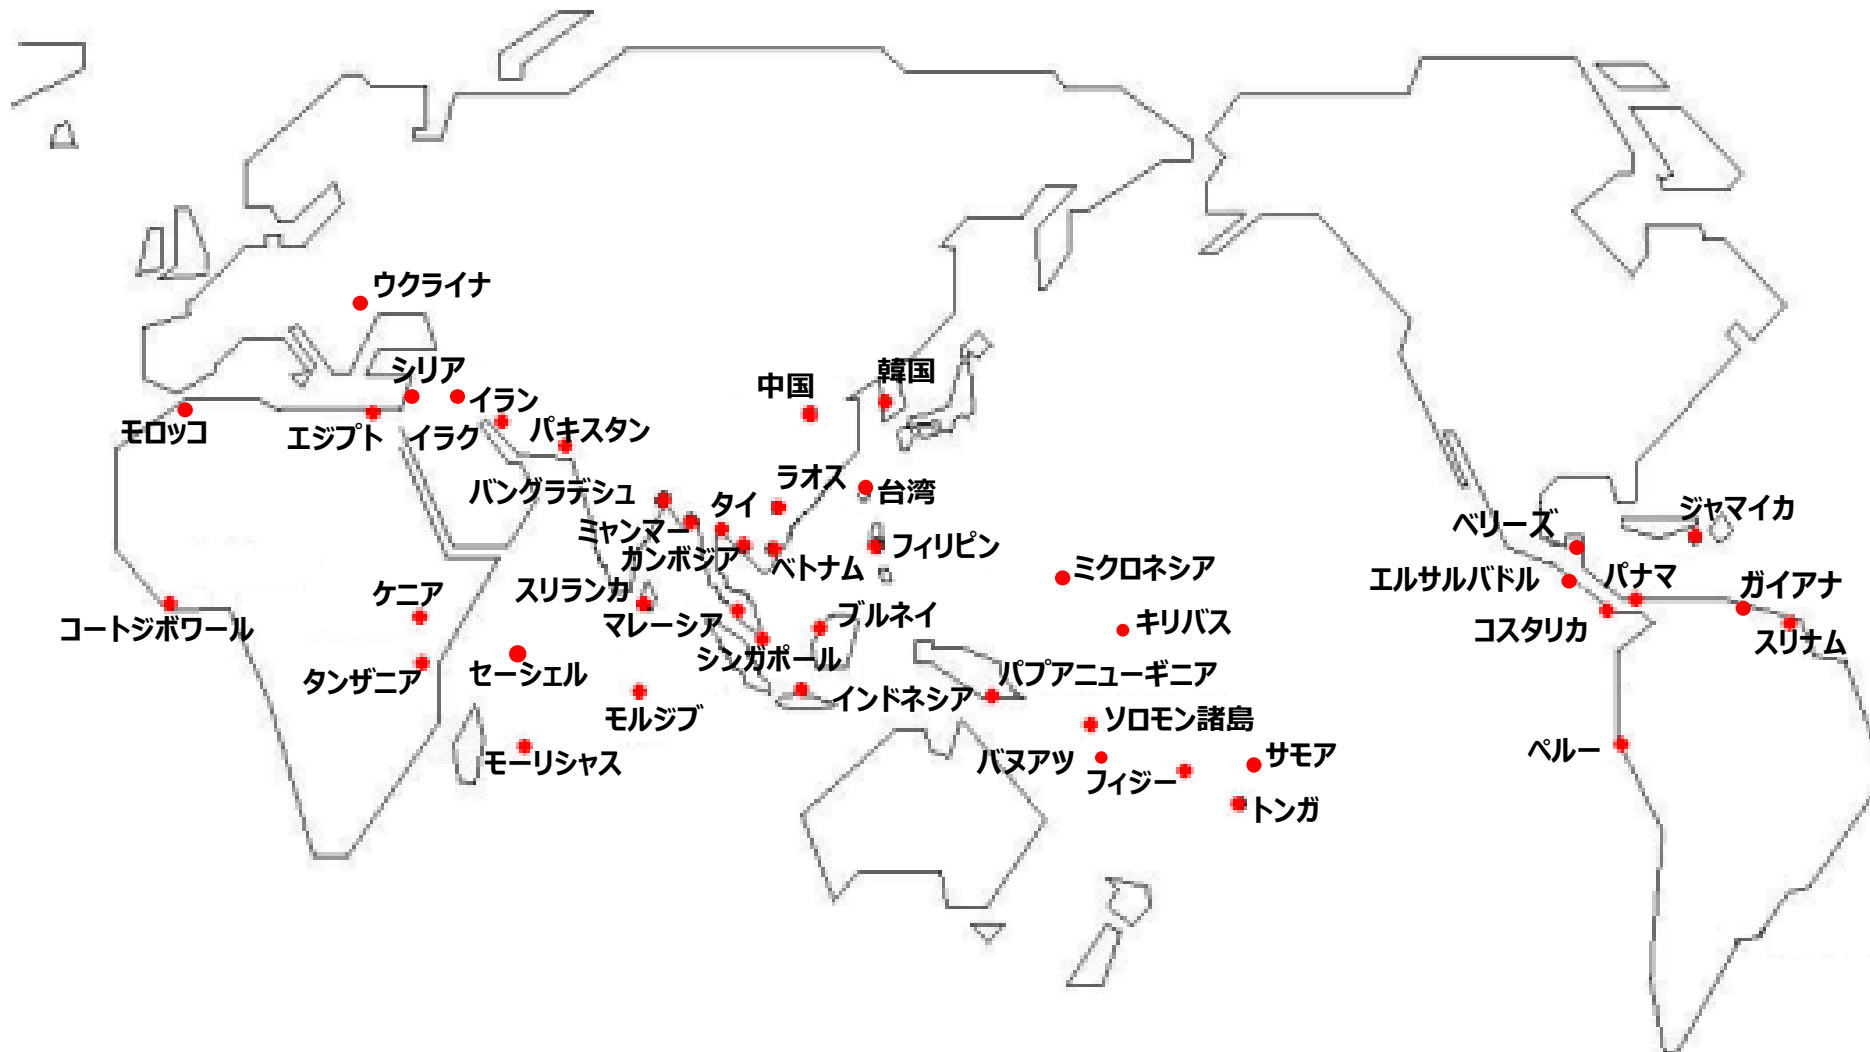 ウクライナ
シリア
イラン
中国
韓国
モロッコ
エジプト
イラク
パキスタン
バングラデシュ
ミャンマー
タイ
ラオス
台湾
カンボジア
ベトナム
フィリピン
ベリーズ
ジャマイカ
ケニア
スリランカ
マレーシア
ブルネイ
ミクロネシア
エルサルバドル
パナマ
ガイアナ
コートジボワール
キリバス
コスタリカ
スリナム
タンザニア
セーシェル
シンガポール
インドネシア
パプアニューギニア
モルジブ
ソロモン諸島
モーリシャス
バヌアツ
フィジー
サモア
ペルー
トンガ